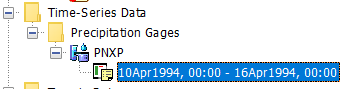 Time-Series Data
Precipitation Gages
PNXP
10Apr1994, 00:00 - 16Apr1994, 00:00